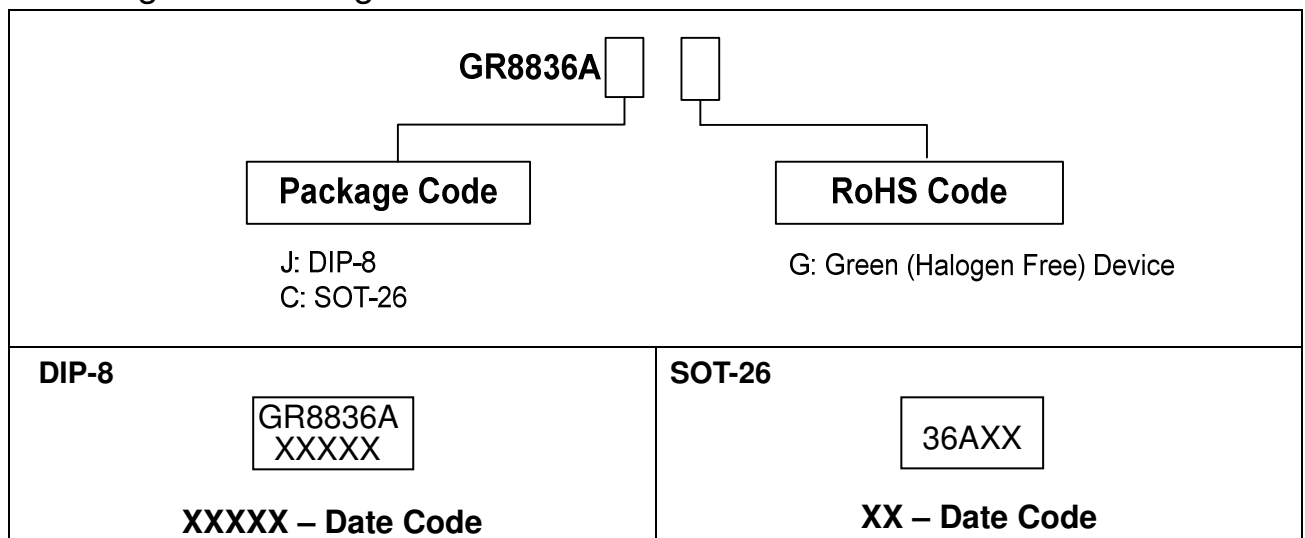 GR8836A
Package Code
RoHS Code
J: DIP-8
C: SOT-26
G: Green (Halogen Free) Device
DIP-8
GR8836A
XXXXX
XXXXX – Date Code
SOT-26
36AXX
XX – Date Code